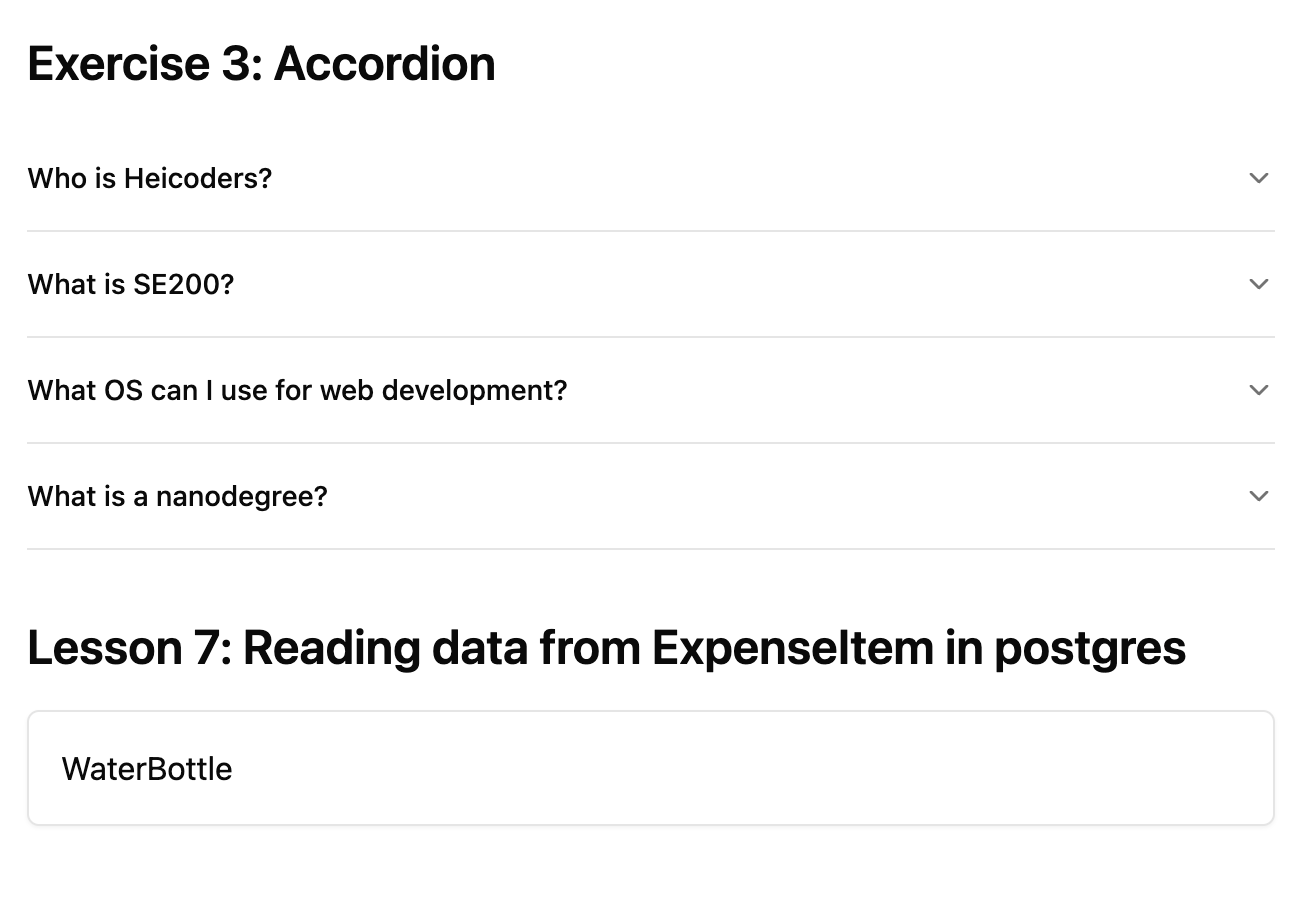 Exercise 3: Accordion
Who is Heicoders?
What is SE200?
What OS can I use for web development?
What is a nanodegree?
Lesson 7: Reading data from ExpenseItem in postgres
WaterBottle